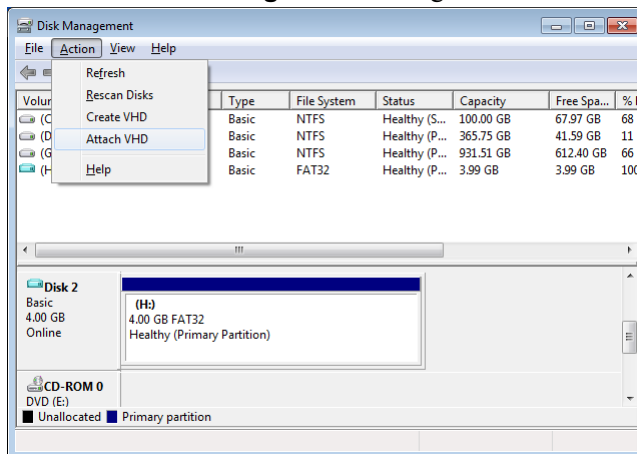 Disk Management
File Action View Help
Refresh
Rescan Disks
Create VHD
Attach VHD
Help
Type File System Status Capacity Free Spa... %
(C Basic NTFS Healthy (S... 100.00 GB 67.97 GB 68
(D Basic NTFS Healthy (P... 365.75 GB 41.59 GB 11
(G Basic NTFS Healthy (P... 931.51 GB 612.40 GB 66
(H Basic FAT32 Healthy (P... 3.99 GB 3.99 GB 100
Disk 2
Basic
4.00 GB
Online
(H:)
4.00 GB FAT32
Healthy (Primary Partition)
CD-ROM 0
DVD (E:)
Unallocated Primary partition